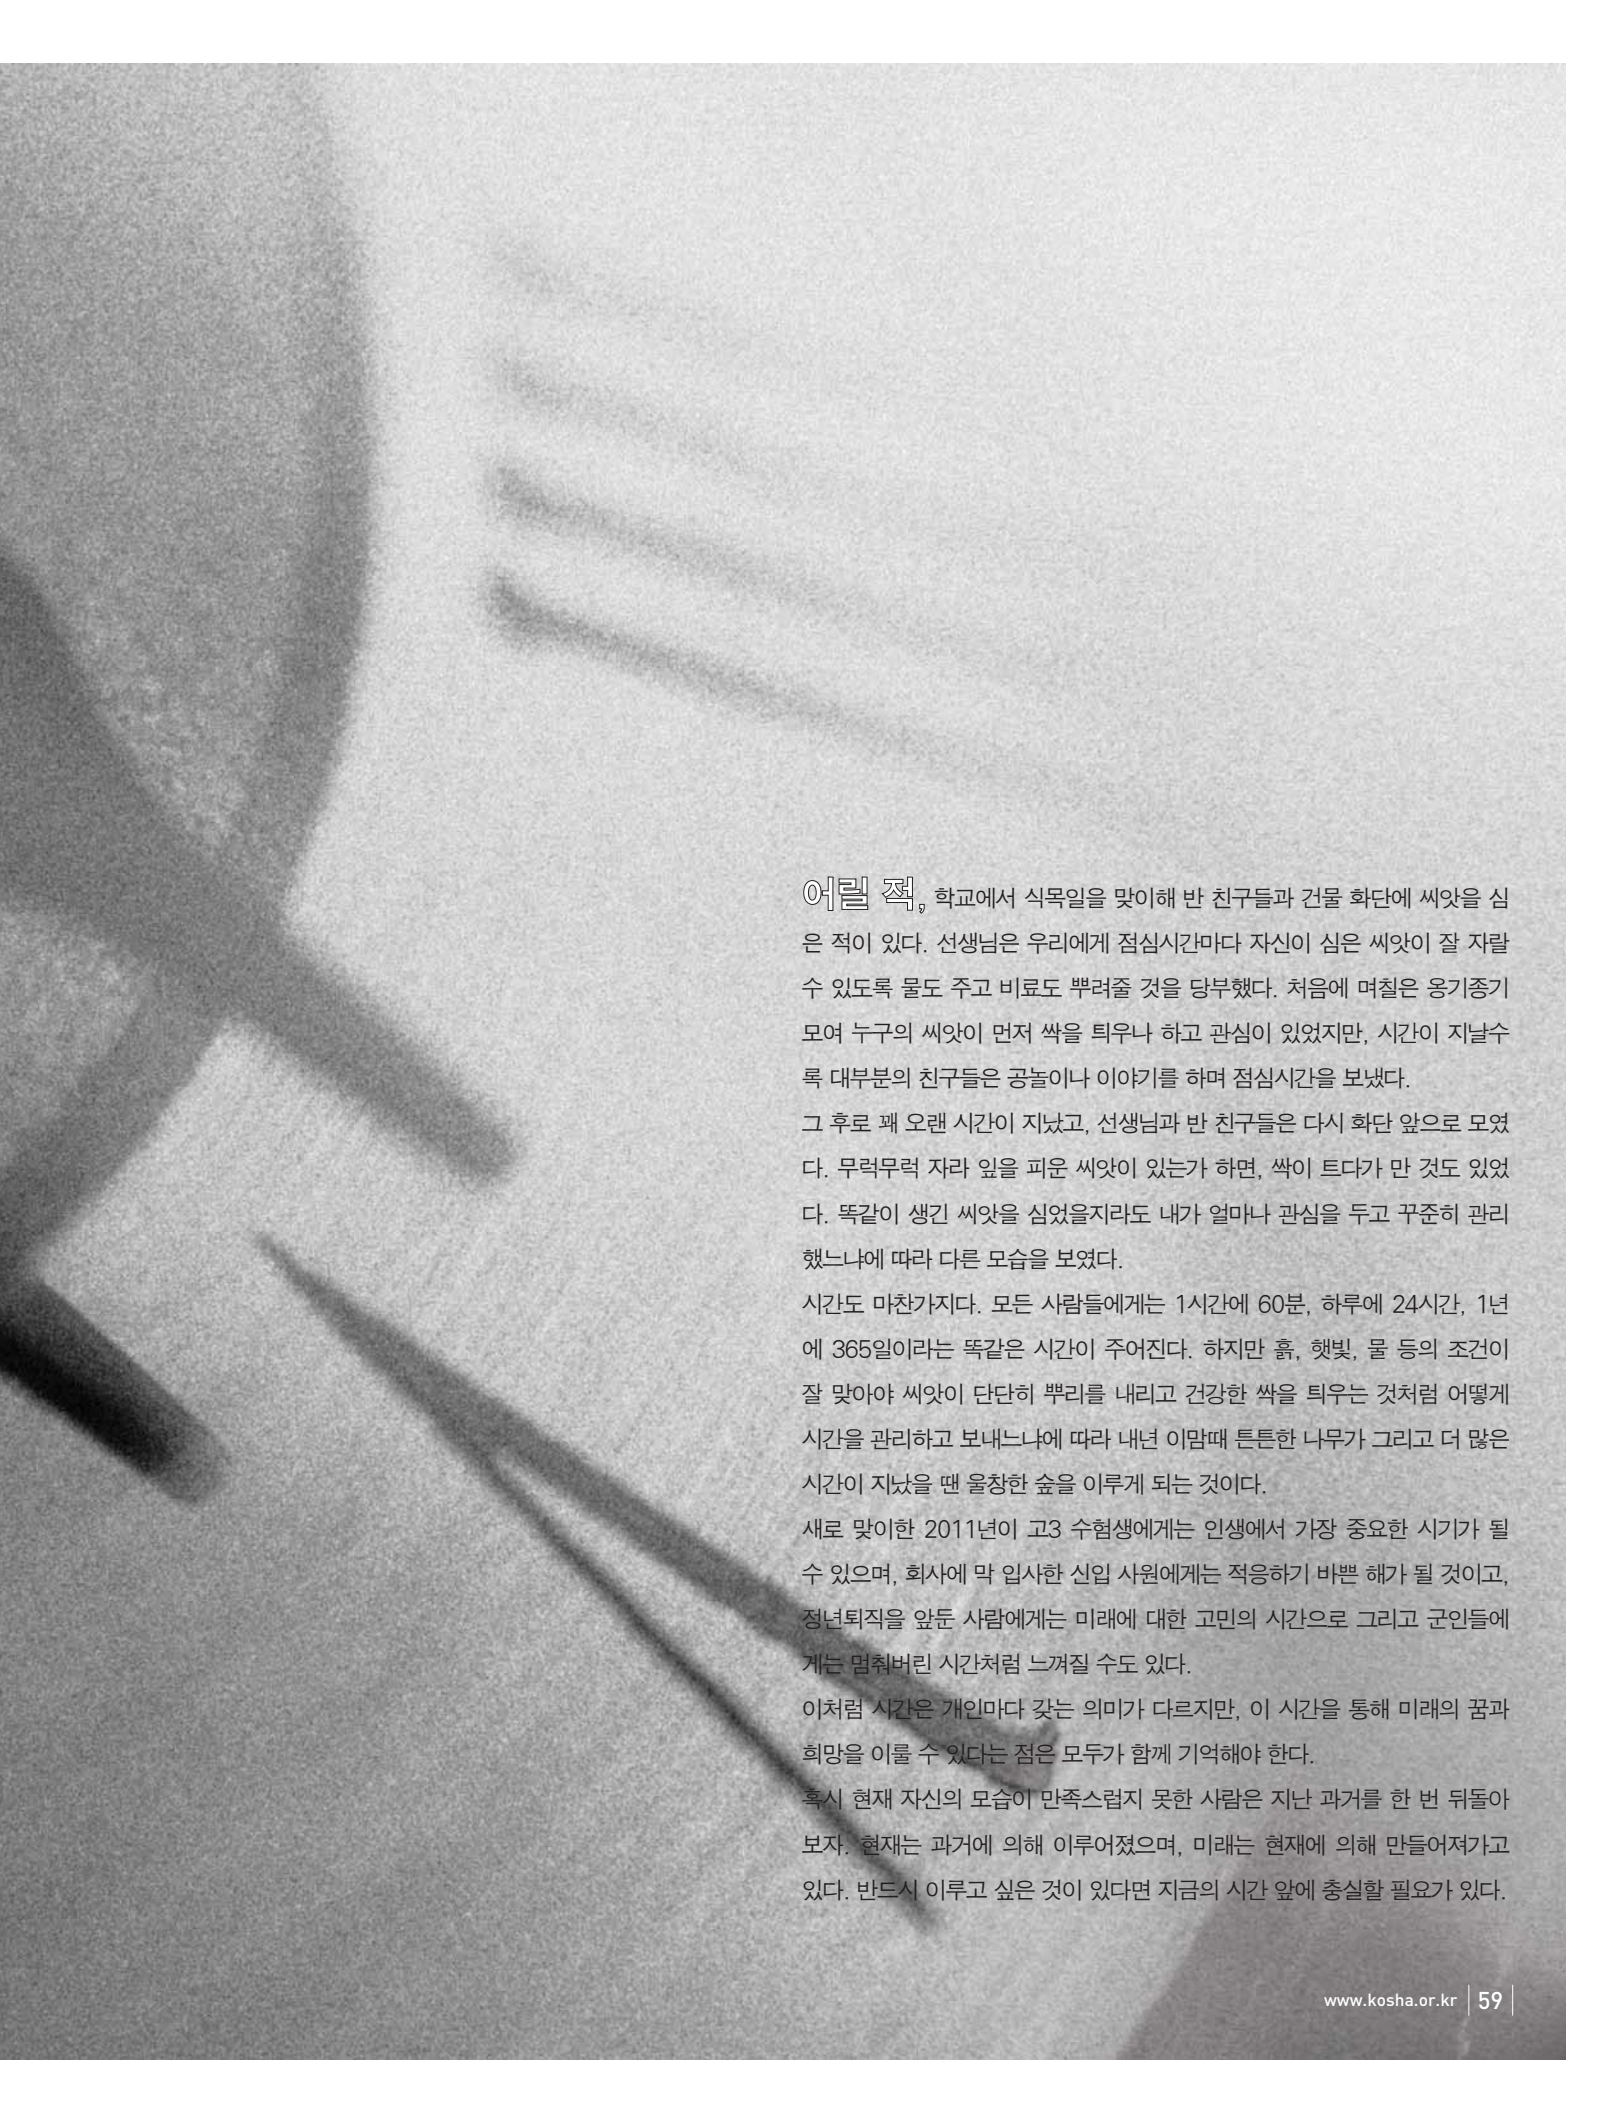 어릴 적, 학교에서 식목일을 맞이해 반 친구들과 건물 화단에 씨앗을 심
은 적이 있다. 선생님은 우리에게 점심시간마다 자신이 심은 씨앗이 잘 자랄
수 있도록 물도 주고 비료도 뿌려줄 것을 당부했다. 처음에 며칠은 옹기종기
모여 누구의 씨앗이 먼저 싹을 틔우나 하고 관심이 있었지만, 시간이 지날수
록 대부분의 친구들은 공놀이나 이야기를 하며 점심시간을 보냈다.
그 후로 꽤 오랜 시간이 지났고, 선생님과 반 친구들은 다시 화단 앞으로 모였
다. 무럭무럭 자라 잎을 피운 씨앗이 있는가 하면, 싹이 트다가 만 것도 있었
다. 똑같이 생긴 씨앗을 심었을지라도 내가 얼마나 관심을 두고 꾸준히 관리
했느냐에 따라 다른 모습을 보였다.
시간도 마찬가지다. 모든 사람들에게는 1시간에 60분, 하루에 24시간, 1년
에 365일이라는 똑같은 시간이 주어진다. 하지만 흙, 햇빛, 물 등의 조건이
잘 맞아야 씨앗이 단단히 뿌리를 내리고 건강한 싹을 틔우는 것처럼 어떻게
시간을 관리하고 보내느냐에 따라 내년 이맘때 튼튼한 나무가 그리고 더 많은
시간이 지났을 땐 울창한 숲을 이루게 되는 것이다.
새로 맞이한 2011년이 고3 수험생에게는 인생에서 가장 중요한 시기가 될
수 있으며, 회사에 막 입사한 신입 사원에게는 적응하기 바쁜 해가 될 것이고,
정년퇴직을 앞둔 사람에게는 미래에 대한 고민의 시간으로 그리고 군인들에
게는 멈춰버린 시간처럼 느껴질 수도 있다.
이처럼 시간은 개인마다 갖는 의미가 다르지만, 이 시간을 통해 미래의 꿈과
희망을 이룰 수 있다는 점은 모두가 함께 기억해야 한다.
혹시 현재 자신의 모습이 만족스럽지 못한 사람은 지난 과거를 한 번 뒤돌아
보자. 현재는 과거에 의해 이루어졌으며, 미래는 현재에 의해 만들어져가고
있다. 반드시 이루고 싶은 것이 있다면 지금의 시간 앞에 충실할 필요가 있다.
www.kosha.or.kr 59